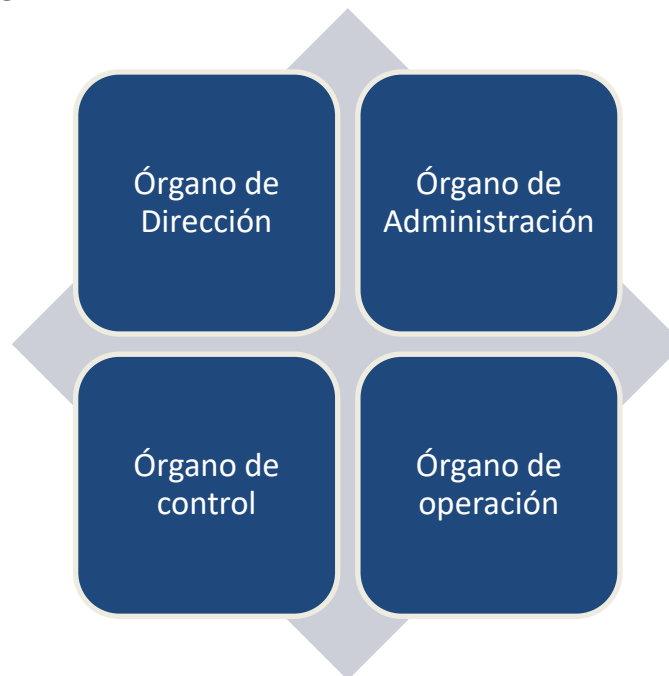 Órgano de
Dirección
Órgano de
Administración
Órgano de
control
Órgano de
operación